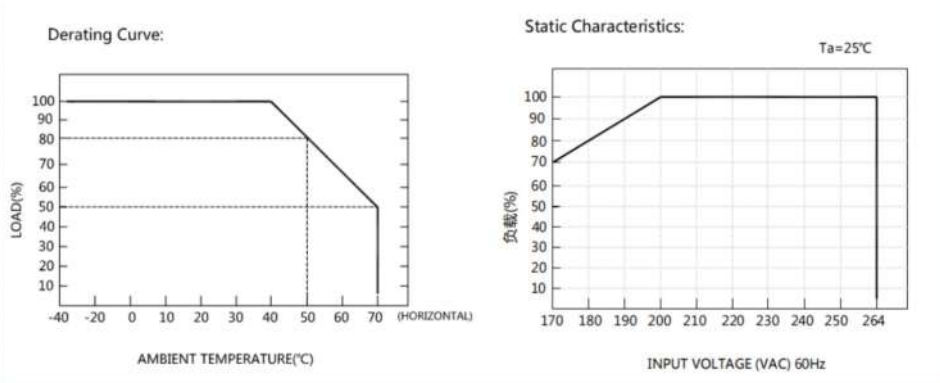 Derating Curve:
100
90
80
70
60
50
40
30
20
10
LOAD(%)
-40 -20 0 10 20 30 40 50 60 70 (HORIZONTAL)
AMBIENT TEMPERATURE(℃)
Static Characteristics:
Ta=25℃
100
90
80
70
60
50
40
30
20
10
负载(%)
170 180 190 200 210 220 230 240 250 264
INPUT VOLTAGE (VAC) 60Hz